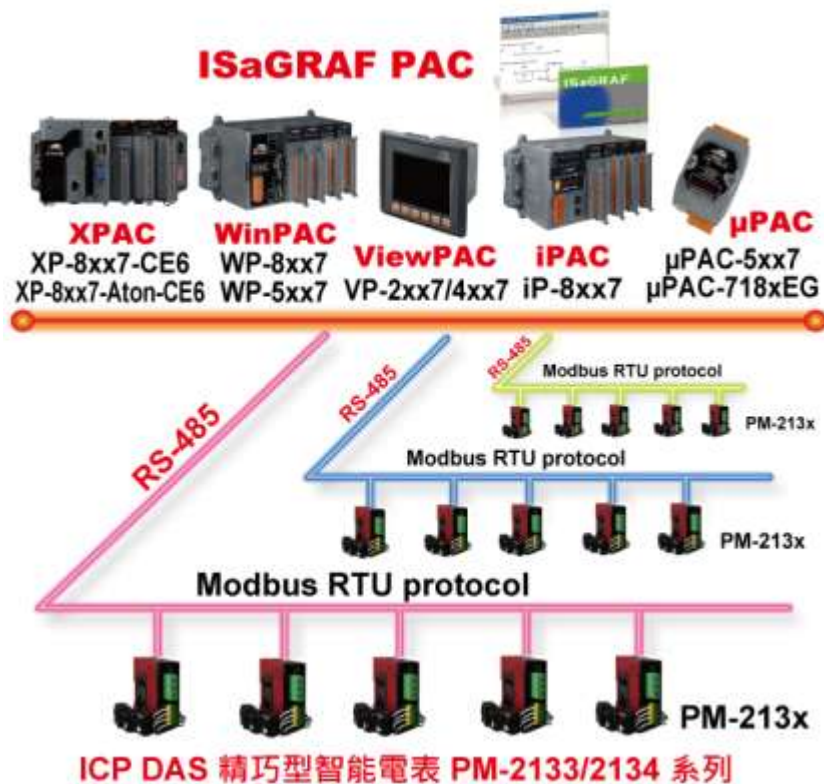 ISaGRAF PAC
ISaGRAF
XPAC
XP-8xx7-CE6
XP-8xx7-Aton-CE6
WinPAC
WP-8xx7
WP-5xx7
ViewPAC
VP-2xx7/4xx7
iPAC
iP-8xx7
µPAC
µPAC-5xx7
µPAC-718xEG
RS-485
Modbus RTU protocol
PM-213x
RS-485
Modbus RTU protocol
PM-213x
RS-485
Modbus RTU protocol
PM-213x
ICP DAS 精巧型智能電表 PM-2133/2134 系列